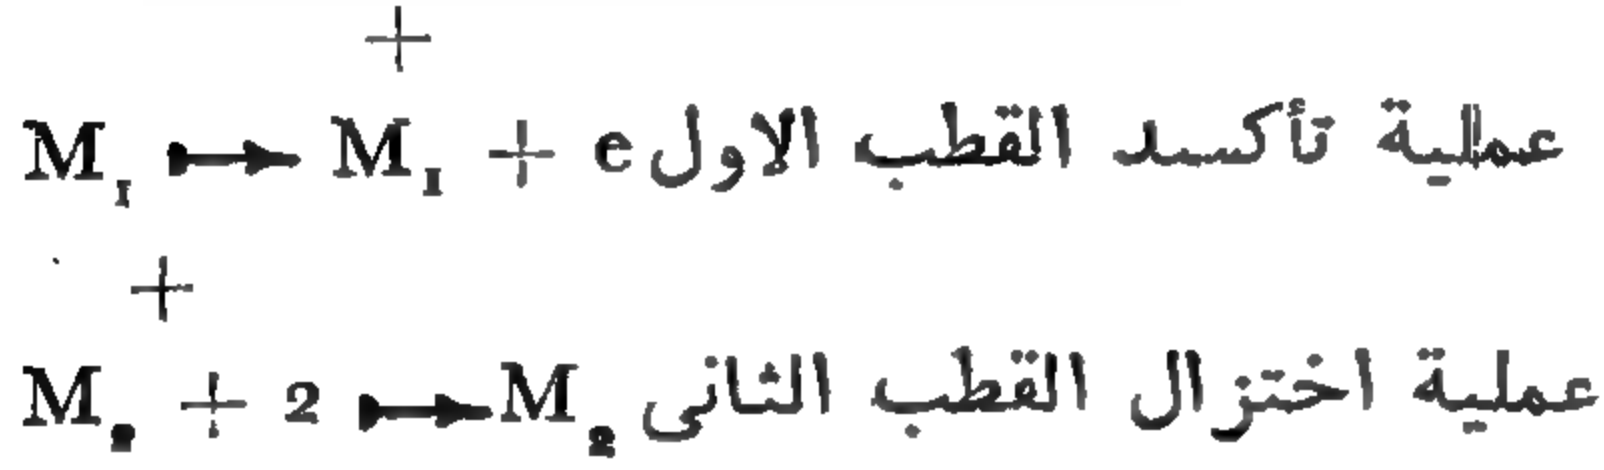 M₁ ⟶ M₁⁺ + e عملية تأكسد القطب الاول
M₂⁺ + 2 ⟶ M₂ عملية اختزال القطب الثانى